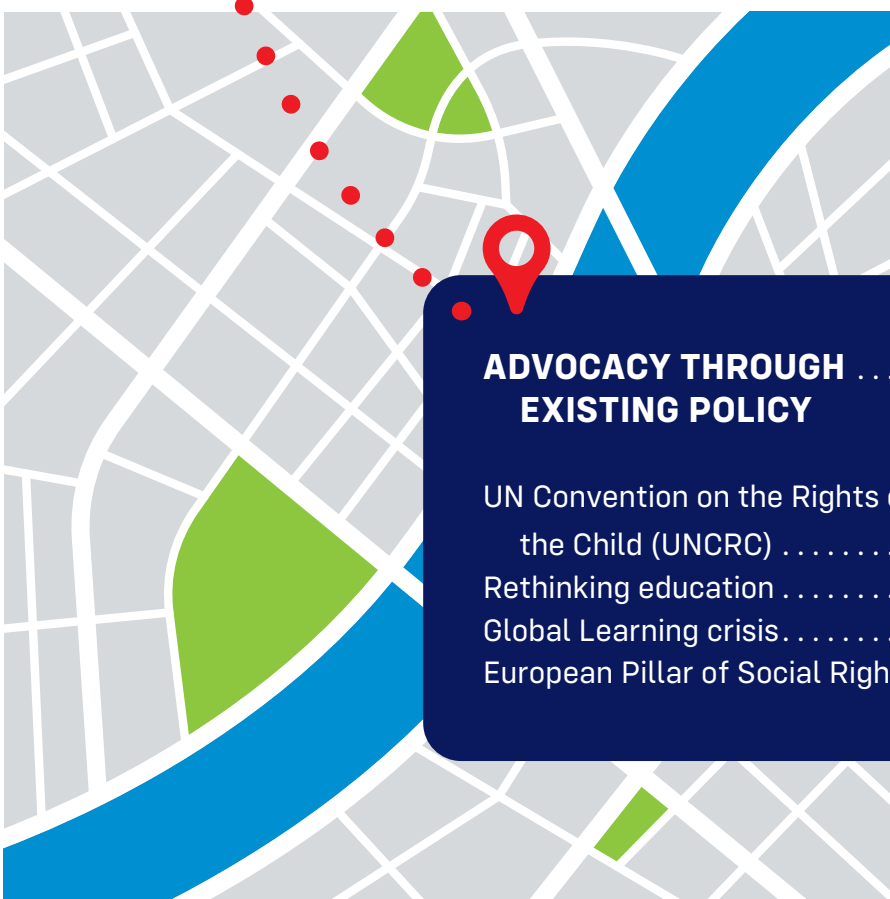 ADVOCACY THROUGH ...
EXISTING POLICY
UN Convention on the Rights
the Child (UNCRC) ........
Rethinking education ........
Global Learning crisis ........
European Pillar of Social